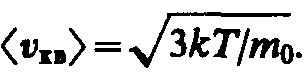 ⟨v_кв⟩ = √3kT/m₀.